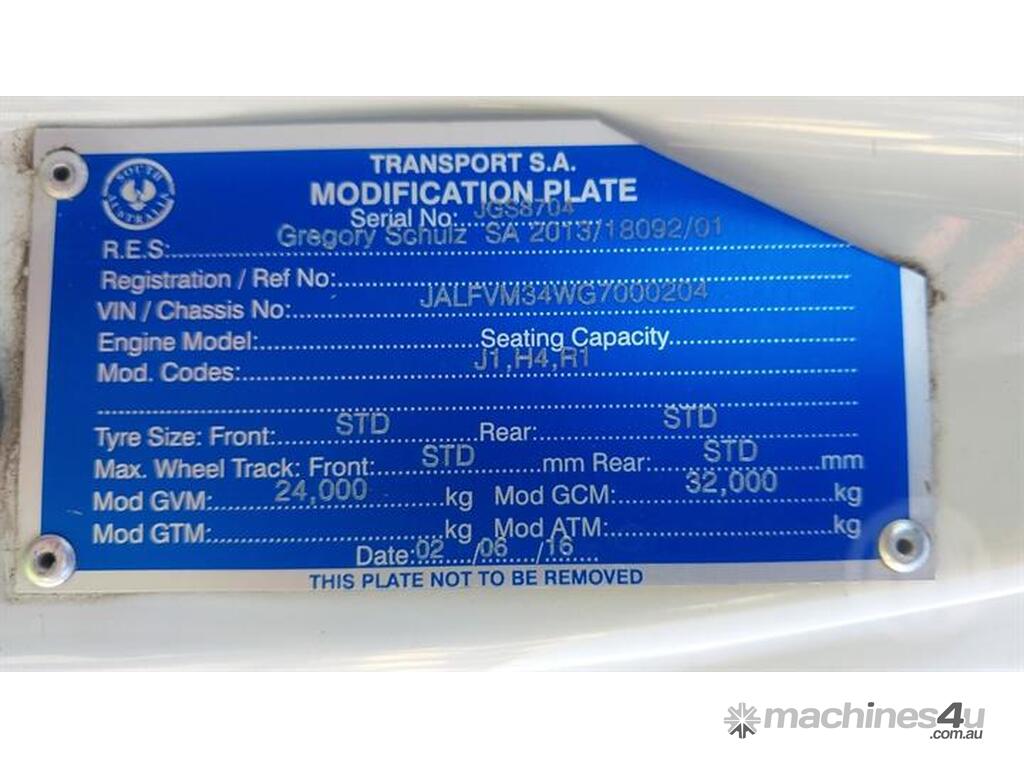 SOUTH AUSTRALIA
TRANSPORT S.A.
MODIFICATION PLATE
Serial No: JGS8704
R.E.S: Gregory Schulz SA 2013/18092/01
Registration / Ref No:
VIN / Chassis No: JALFVM34WG7000204
Engine Model: Seating Capacity
Mod. Codes: J1,H4,R1
Tyre Size: Front: STD Rear: STD
Max. Wheel Track: Front: STD mm Rear: STD mm
Mod GVM: 24,000 kg Mod GCM: 32,000 kg
Mod GTM: kg Mod ATM: kg
Date: 02 / 06 / 16
THIS PLATE NOT TO BE REMOVED
machines4u
.com.au